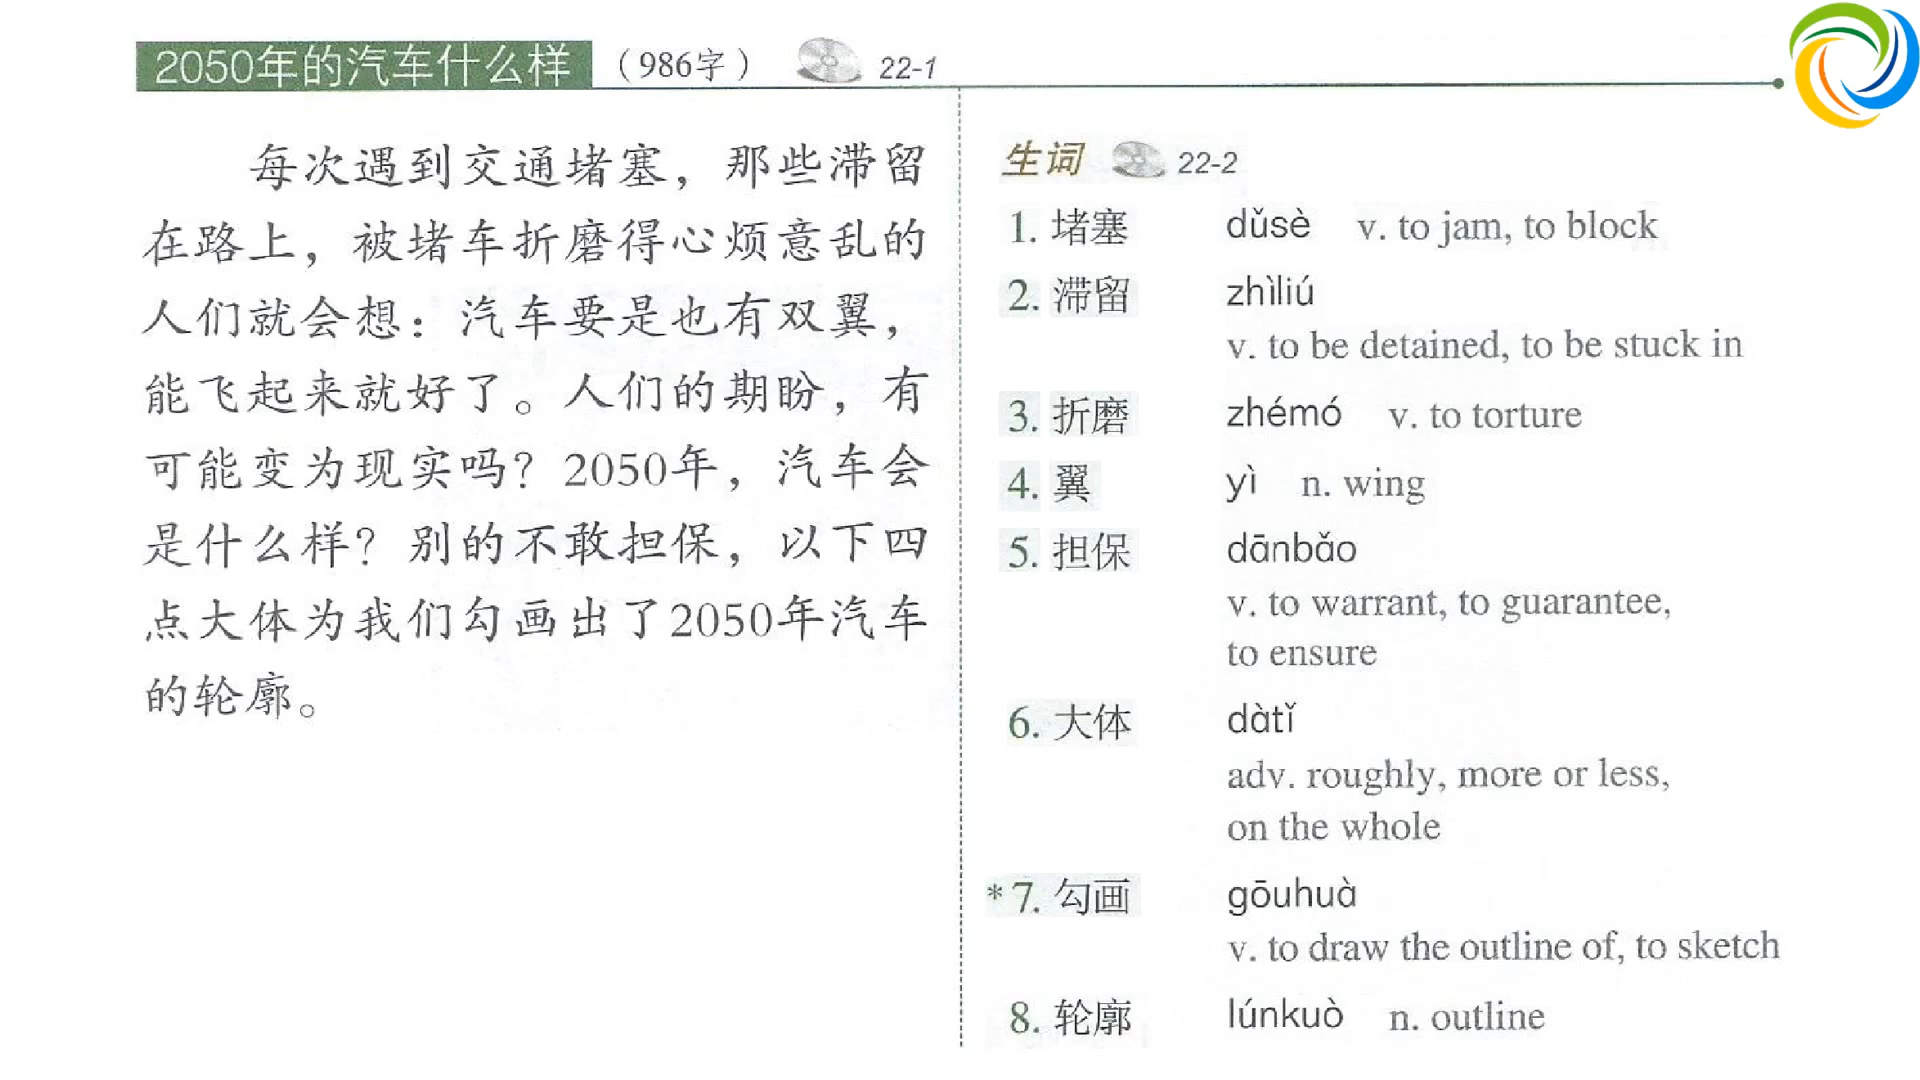 2050年的汽车什么样 （986字） 22-1
每次遇到交通堵塞，那些滞留
在路上，被堵车折磨得心烦意乱的
人们就会想：汽车要是也有双翼，
能飞起来就好了。人们的期盼，有
可能变为现实吗？2050年，汽车会
是什么样？别的不敢担保，以下四
点大体为我们勾画出了2050年汽车
的轮廓。
生词 22-2
1. 堵塞 dǔsè v. to jam, to block
2. 滞留 zhìliú
v. to be detained, to be stuck in
3. 折磨 zhémó v. to torture
4. 翼 yì n. wing
5. 担保 dānbǎo
v. to warrant, to guarantee,
to ensure
6. 大体 dàtǐ
adv. roughly, more or less,
on the whole
*7. 勾画 gōuhuà
v. to draw the outline of, to sketch
8. 轮廓 lúnkuò n. outline